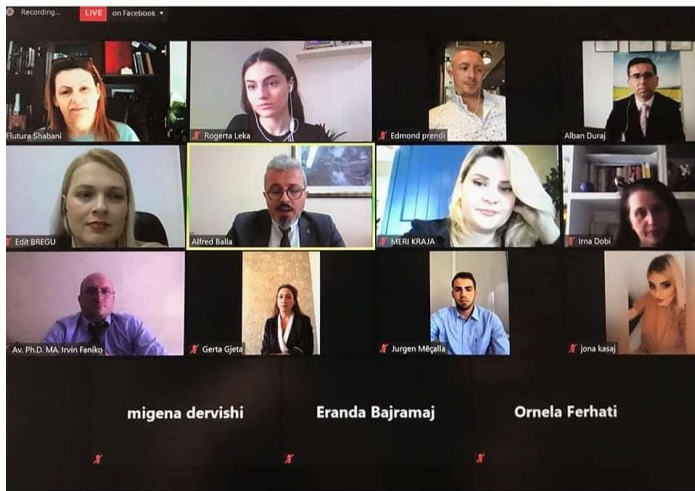 Recording...
LIVE on Facebook
Flutura Shabani
Rogerta Leka
Edmond prendi
Alban Duraj
Edit BREGU
Alfred Balla
MERI KRAJA
Irna Dobi
Av. Ph.D. MA. Irvin Faniko
Gerta Gjeta
Jurgen Mëçalla
jona kasaj
migena dervishi
Eranda Bajramaj
Ornela Ferhati